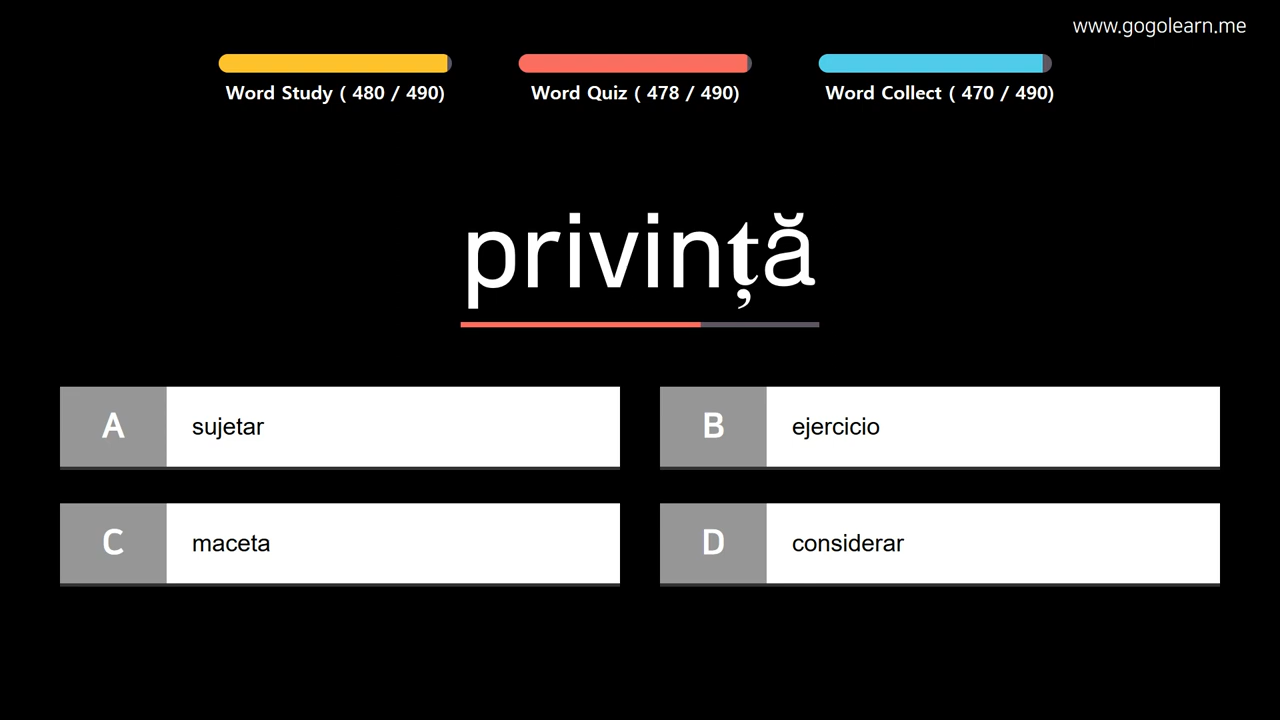 www.gogolearn.me
Word Study ( 480 / 490)
Word Quiz ( 478 / 490)
Word Collect ( 470 / 490)
privință
A sujetar
B ejercicio
C maceta
D considerar